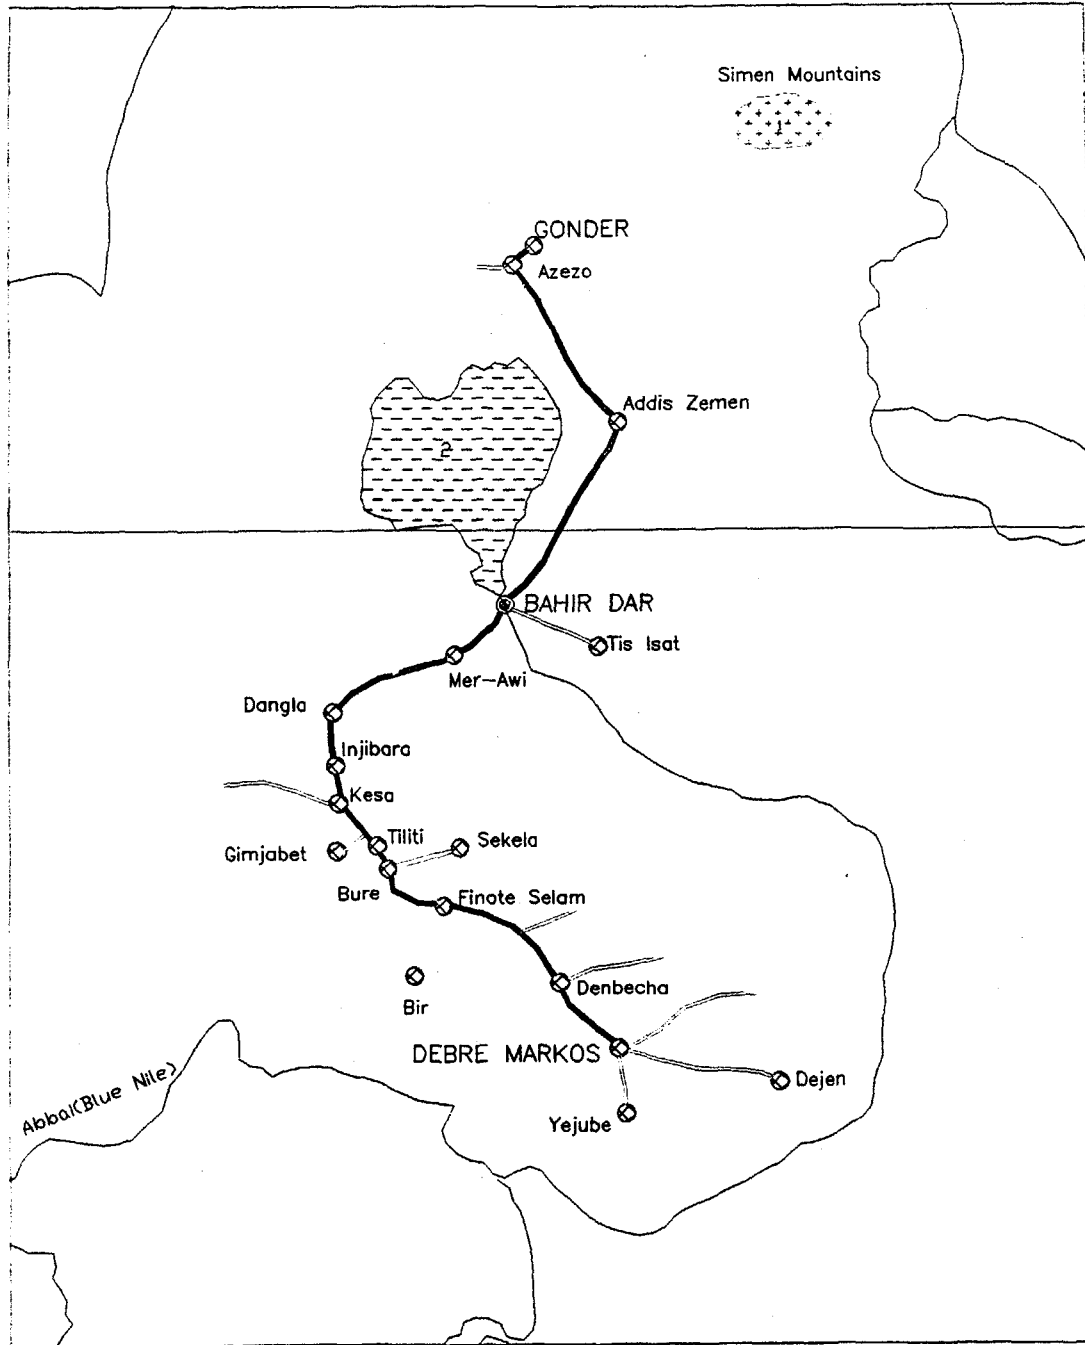 Simen Mountains
1
GONDER
Azezo
Addis Zemen
2
BAHIR DAR
Tis Isat
Mer-Awi
Dangla
Injibara
Kesa
Tiliti
Sekela
Gimjabet
Bure
Finote Selam
Denbecha
Bir
DEBRE MARKOS
Dejen
Abbai(Blue Nile)
Yejube